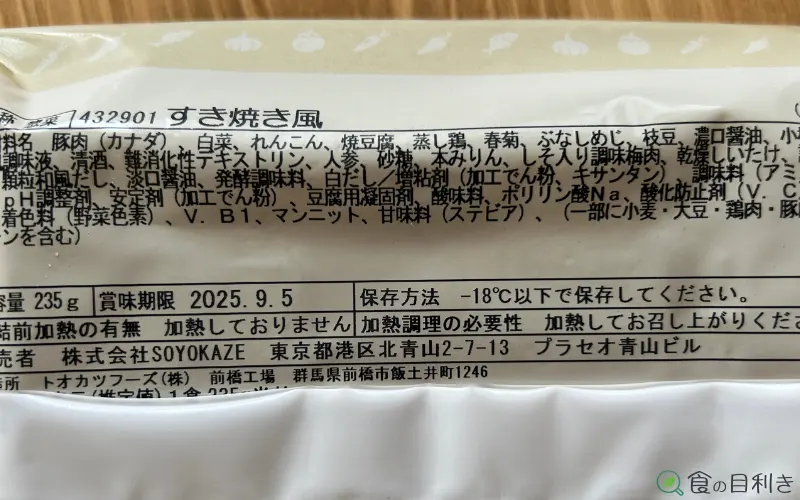 432901 すき焼き風
料名 豚肉(カナダ)、白菜、れんこん、焼豆腐、蒸し鶏、春菊、ぶなしめじ、枝豆、濃口醤油、小
調味液、清酒、難消化性デキストリン、人参、砂糖、本みりん、しそ入り調味梅肉、乾燥しいたけ、
顆粒和風だし、淡口醤油、発酵調味料、白だし/増粘剤(加工でん粉、キサンタン)、調味料(アミ
pH調整剤、安定剤(加工でん粉)、豆腐用凝固剤、酸味料、ポリリン酸Na、酸化防止剤(V.C
着色料(野菜色素)、V.B1、マンニット、甘味料(ステビア)、(一部に小麦・大豆・鶏肉・豚
ンを含む)
容量 235g 賞味期限 2025.9.5 保存方法 -18℃以下で保存してください。
詰前加熱の有無 加熱しておりません 加熱調理の必要性 加熱してお召し上がりくださ
売者 株式会社SOYOKAZE 東京都港区北青山2-7-13 プラセオ青山ビル
所 トオカツフーズ(株) 前橋工場 群馬県前橋市飯土井町1246
食の目利き